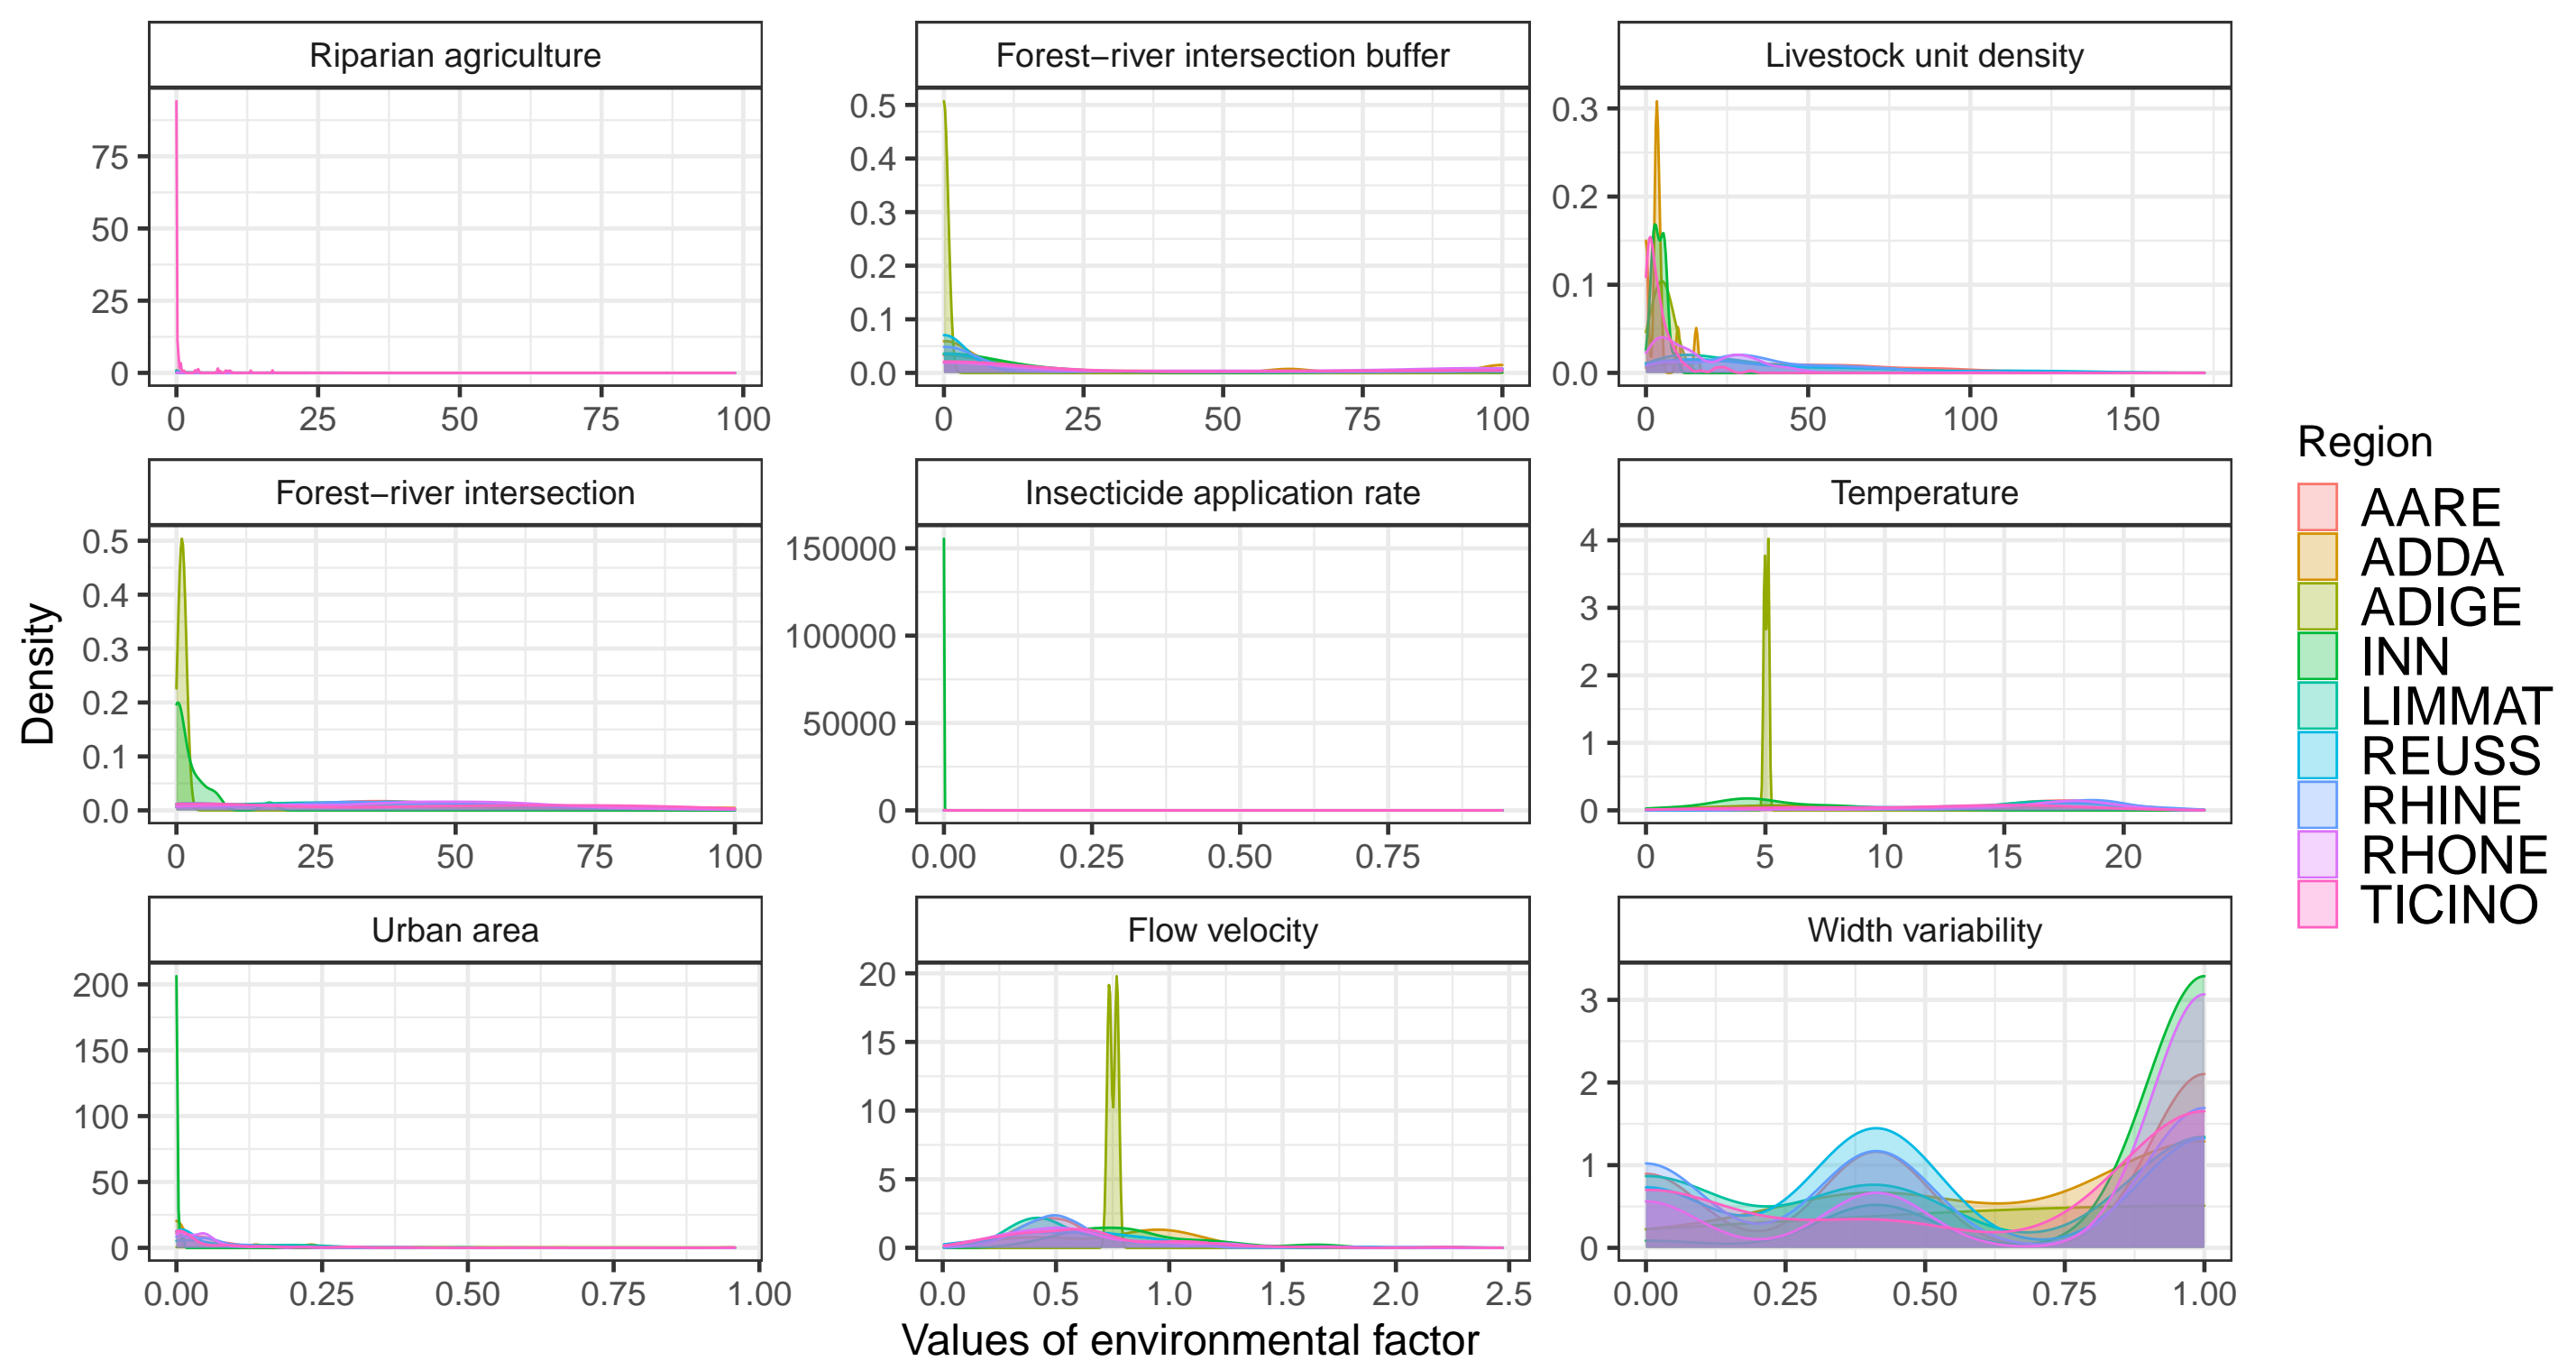 Riparian agriculture
Forest–river intersection buffer
Livestock unit density
75
50
25
0
0 25 50 75 100
0.5
0.4
0.3
0.2
0.1
0.0
0 25 50 75 100
0.3
0.2
0.1
0.0
0 50 100 150
Forest–river intersection
Insecticide application rate
Temperature
0.5
0.4
0.3
0.2
0.1
0.0
0 25 50 75 100
150000
100000
50000
0
0.00 0.25 0.50 0.75
4
3
2
1
0
0 5 10 15 20
Urban area
Flow velocity
Width variability
200
150
100
50
0
0.00 0.25 0.50 0.75 1.00
20
15
10
5
0
0.0 0.5 1.0 1.5 2.0 2.5
3
2
1
0
0.00 0.25 0.50 0.75 1.00
Density
Values of environmental factor
Region
AARE
ADDA
ADIGE
INN
LIMMAT
REUSS
RHINE
RHONE
TICINO